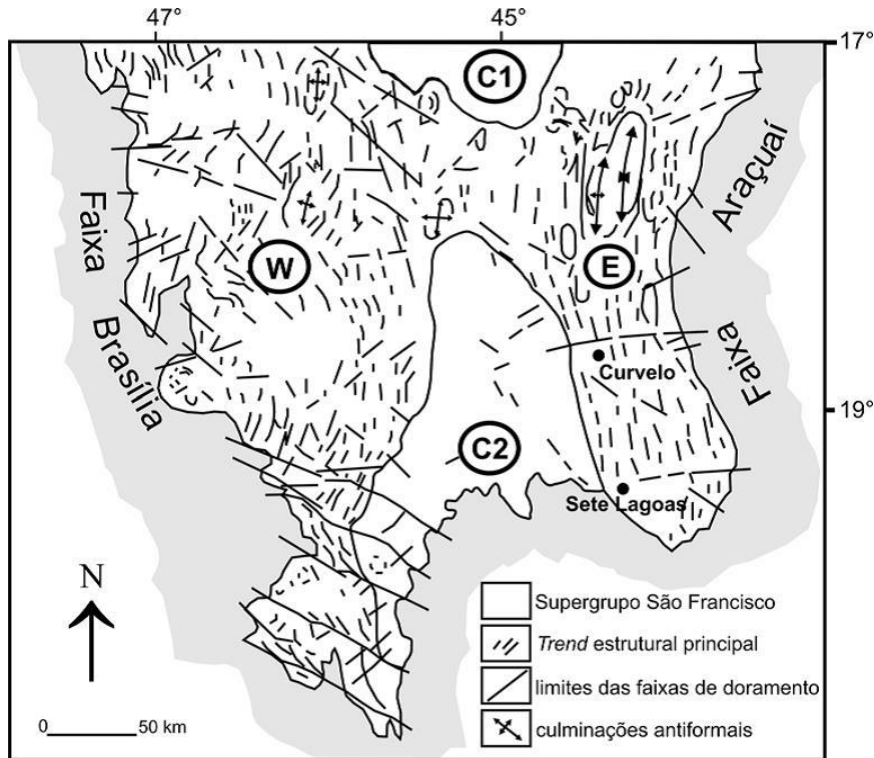 47°
45°
17°
C1
Araçuaí
Faixa
W
E
Brasília
Curvelo
Faixa
19°
C2
Sete Lagoas
N
Supergrupo São Francisco
Trend estrutural principal
limites das faixas de doramento
culminações antiformais
0 50 km